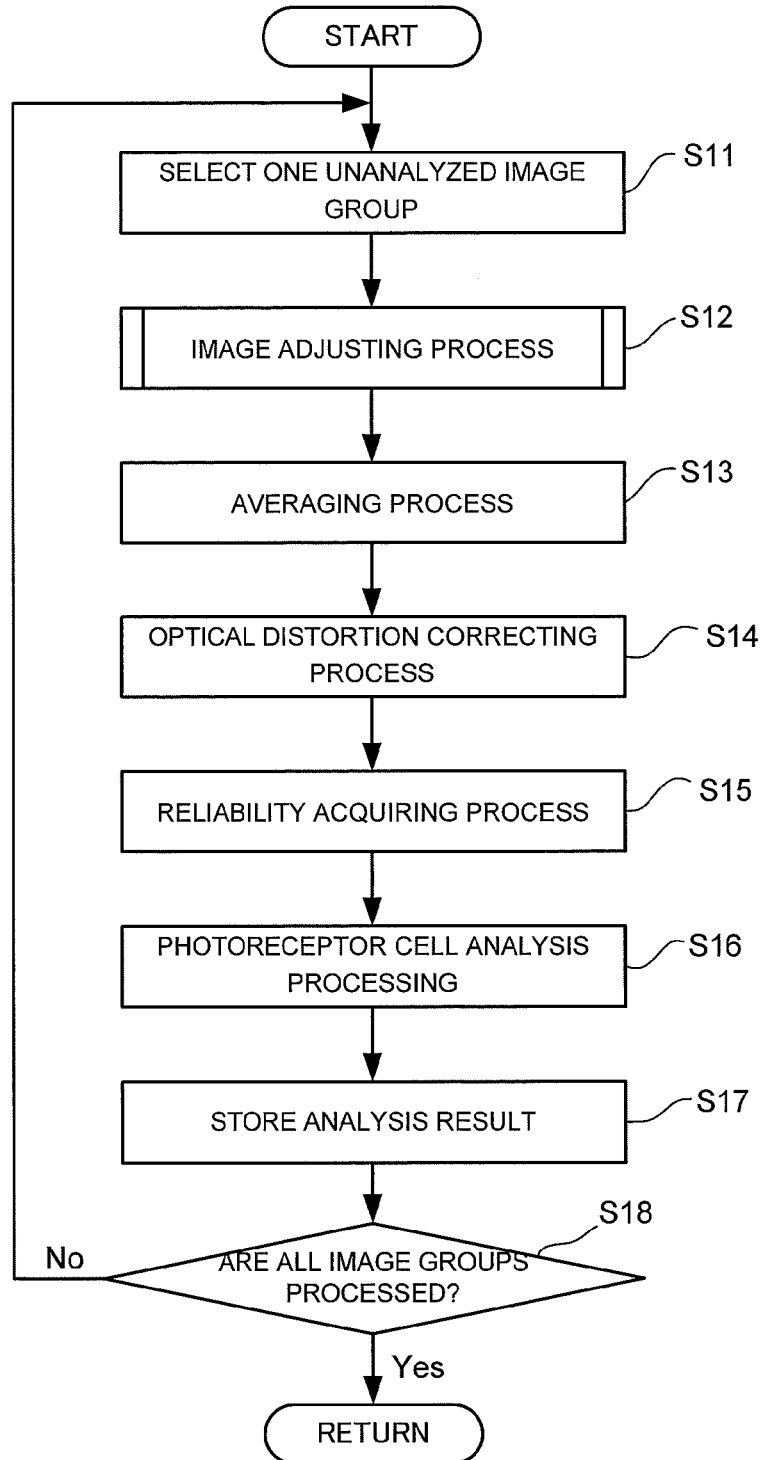 START
SELECT ONE UNANALYZED IMAGE
GROUP
S11
IMAGE ADJUSTING PROCESS
S12
AVERAGING PROCESS
S13
OPTICAL DISTORTION CORRECTING
PROCESS
S14
RELIABILITY ACQUIRING PROCESS
S15
PHOTORECEPTOR CELL ANALYSIS
PROCESSING
S16
STORE ANALYSIS RESULT
S17
S18
No
ARE ALL IMAGE GROUPS
PROCESSED?
Yes
RETURN